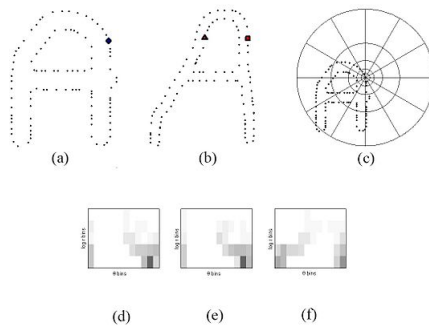 (a)
(b)
(c)
log r bins
θ bins
log r bins
θ bins
log r bins
θ bins
(d)
(e)
(f)